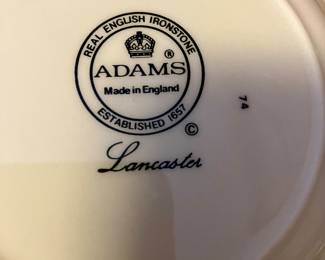 REAL ENGLISH IRONSTONE
®
ADAMS
Made in England
ESTABLISHED 1657
©
74
Lancaster